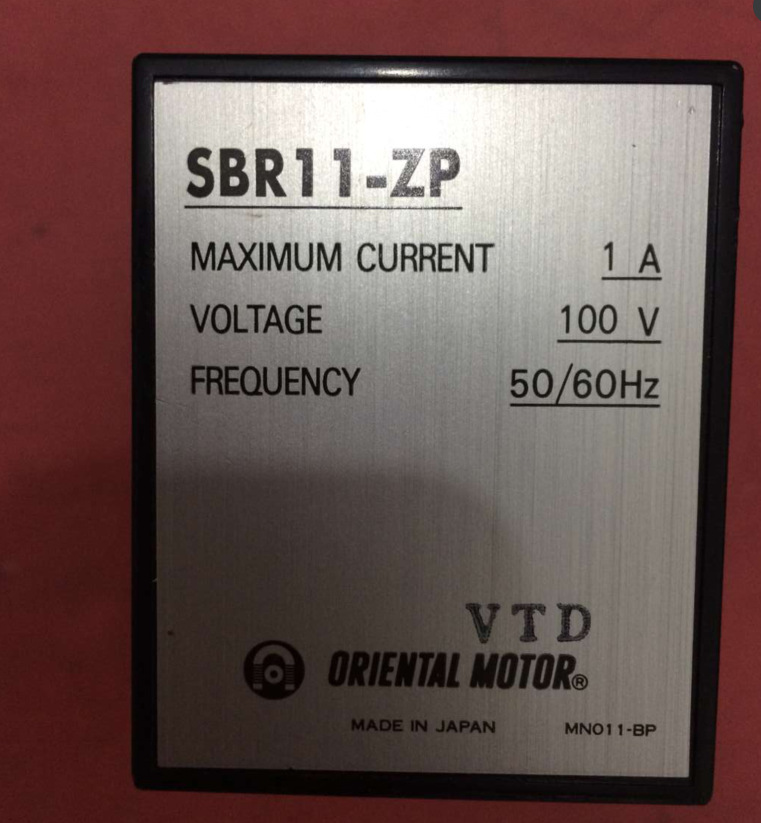 SBR11-ZP
MAXIMUM CURRENT 1 A
VOLTAGE 100 V
FREQUENCY 50/60Hz
VTD
ORIENTAL MOTOR®
MADE IN JAPAN MN011-BP